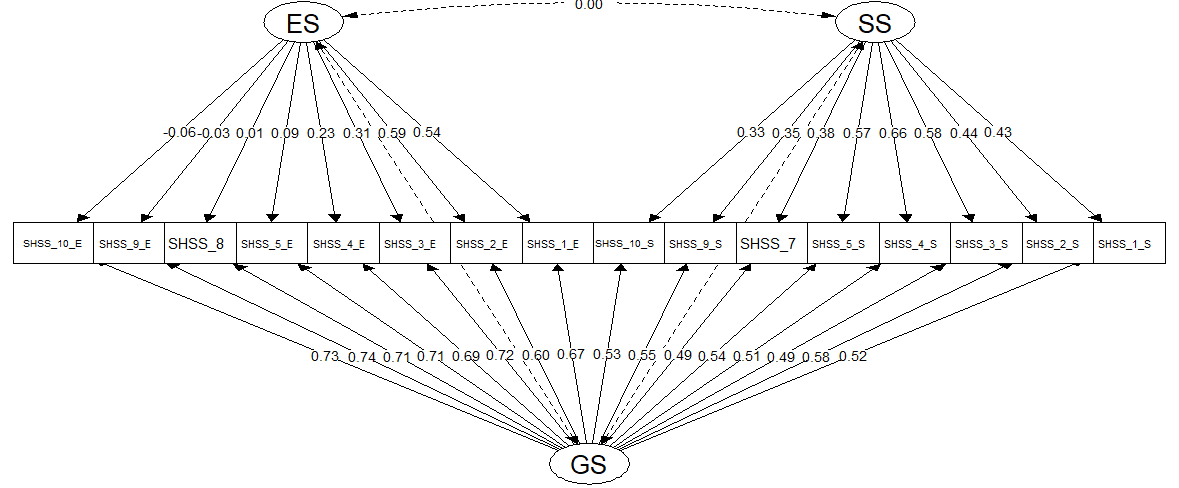 0.00
ES SS
-0.06 -0.03 0.01 0.09 0.23 0.31 0.59 0.54 0.33 0.35 0.38 0.57 0.66 0.58 0.44 0.43
SHSS_10_E SHSS_9_E SHSS_8 SHSS_5_E SHSS_4_E SHSS_3_E SHSS_2_E SHSS_1_E SHSS_10_S SHSS_9_S SHSS_7 SHSS_5_S SHSS_4_S SHSS_3_S SHSS_2_S SHSS_1_S
0.73 0.74 0.71 0.71 0.69 0.72 0.60 0.67 0.53 0.55 0.49 0.54 0.51 0.49 0.58 0.52
GS